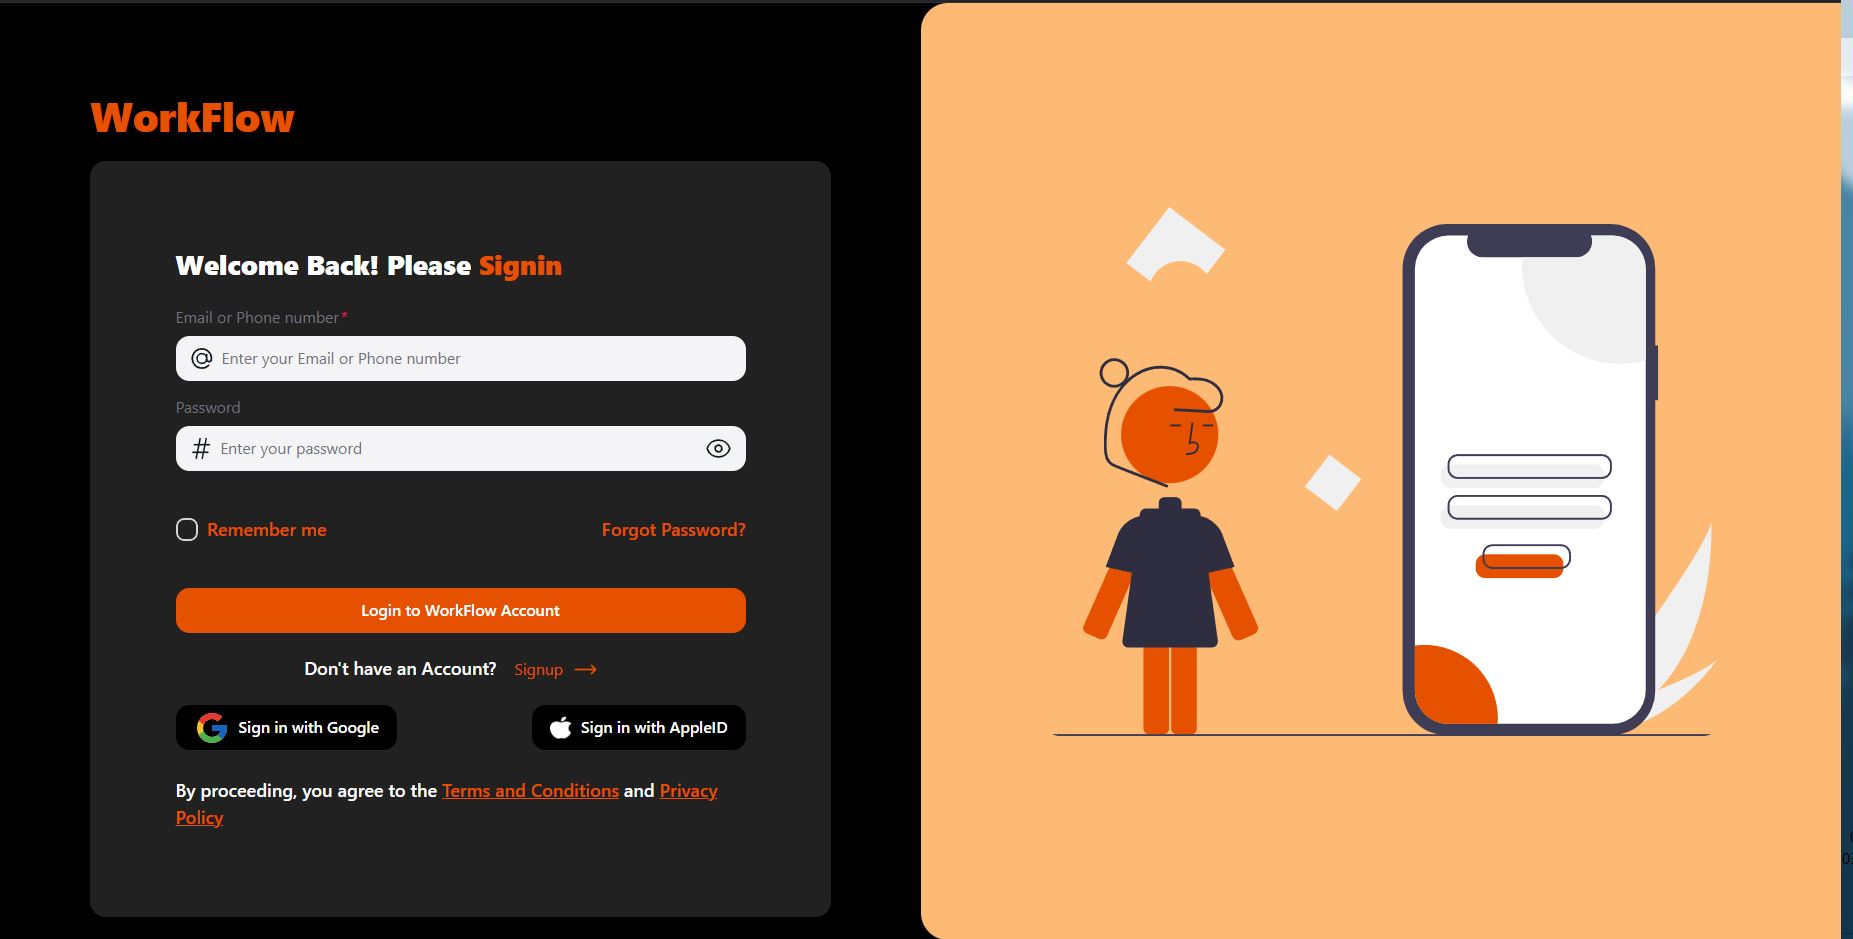 WorkFlow
Welcome Back! Please Signin
Email or Phone number*
@ Enter your Email or Phone number
Password
# Enter your password
Remember me
Forgot Password?
Login to WorkFlow Account
Don't have an Account? Signup →
Sign in with Google
Sign in with AppleID
By proceeding, you agree to the Terms and Conditions and Privacy
Policy